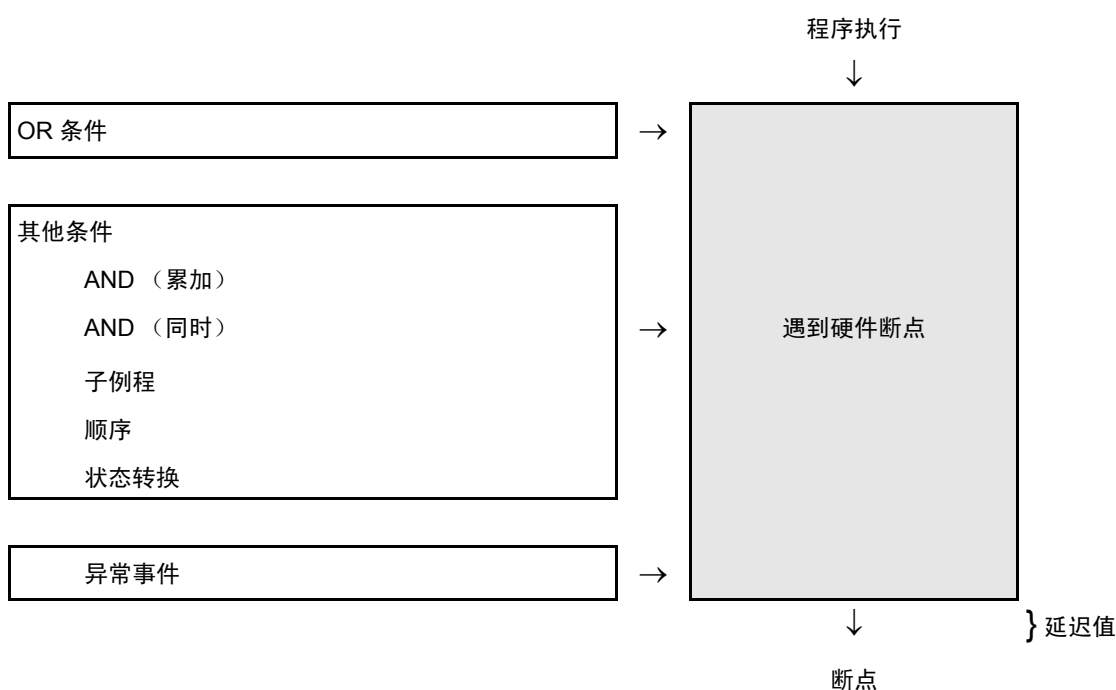 程序执行
↓
OR 条件
→
其他条件
AND （累加）
AND （同时）
→
遇到硬件断点
子例程
顺序
状态转换
异常事件
→
↓
} 延迟值
断点